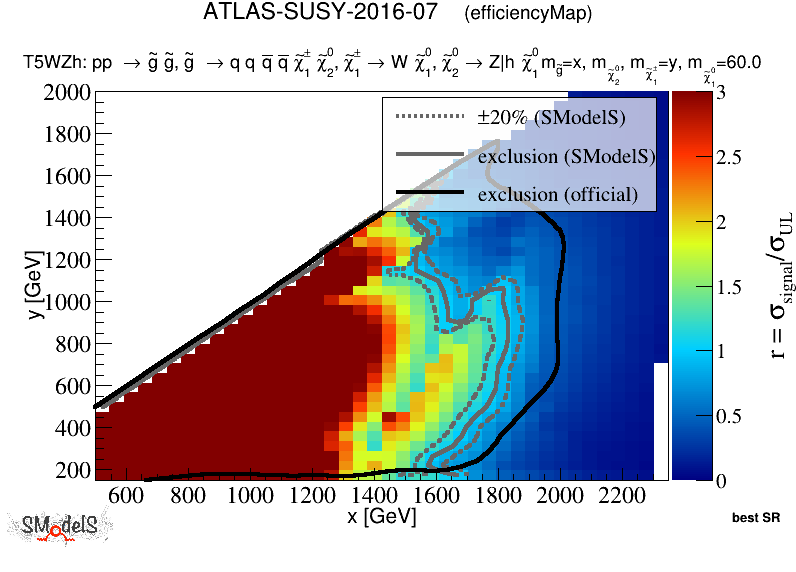 ATLAS-SUSY-2016-07 (efficiencyMap)
T5WZh: pp → g̃ g̃, g̃ → q q q̅ q̅ χ̃₁± χ̃₂⁰, χ̃₁± → W χ̃₁⁰, χ̃₂⁰ → Z|h χ̃₁⁰ m_g̃=x, m_χ̃₂⁰, m_χ̃₁±=y, m_χ̃₁⁰=60.0
±20% (SModelS)
exclusion (SModelS)
exclusion (official)
y [GeV]
2000
1800
1600
1400
1200
1000
800
600
400
200
600 800 1000 1200 1400 1600 1800 2000 2200
x [GeV]
3
2.5
2
1.5
1
0.5
0
r = σsignal/σUL
SModelS
best SR